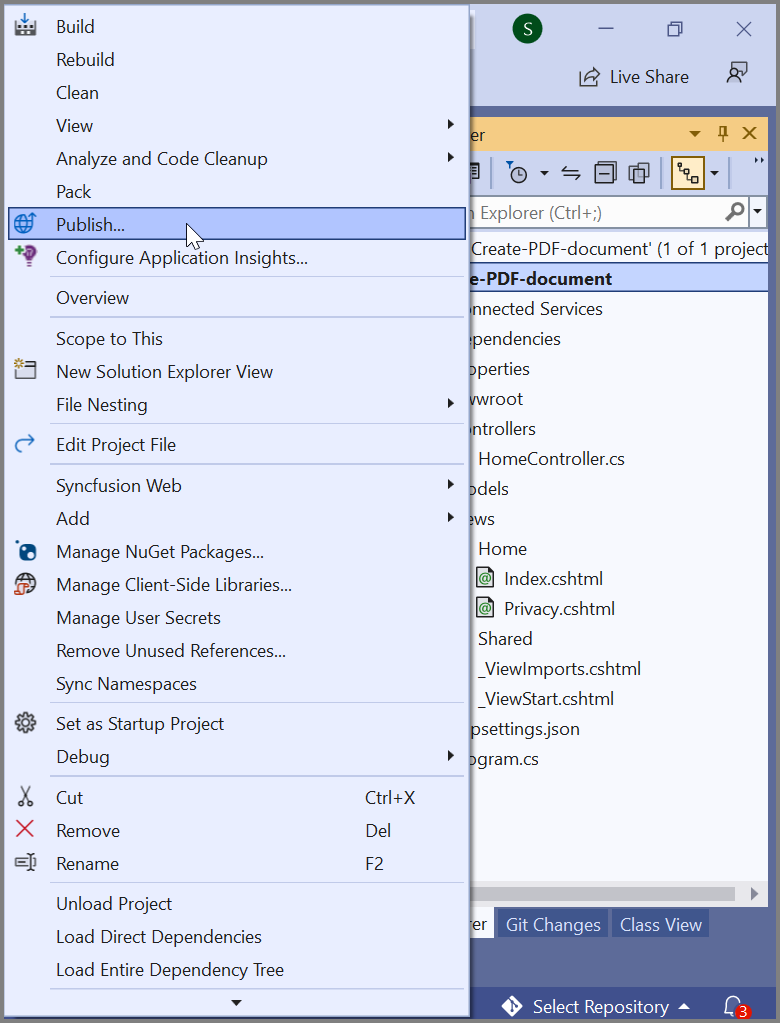 Build
Rebuild
Clean
View
Analyze and Code Cleanup
Pack
Publish...
Configure Application Insights...
Overview
Scope to This
New Solution Explorer View
File Nesting
Edit Project File
Syncfusion Web
Add
Manage NuGet Packages...
Manage Client-Side Libraries...
Manage User Secrets
Remove Unused References...
Sync Namespaces
Set as Startup Project
Debug
Cut Ctrl+X
Remove Del
Rename F2
Unload Project
Load Direct Dependencies
Load Entire Dependency Tree
S
Live Share
er
Explorer (Ctrl+;)
Create-PDF-document' (1 of 1 project
e-PDF-document
nnected Services
pendencies
operties
wwroot
ntrollers
HomeController.cs
odels
ews
Home
Index.cshtml
Privacy.cshtml
Shared
_ViewImports.cshtml
_ViewStart.cshtml
psettings.json
ogram.cs
rer Git Changes Class View
Select Repository 3